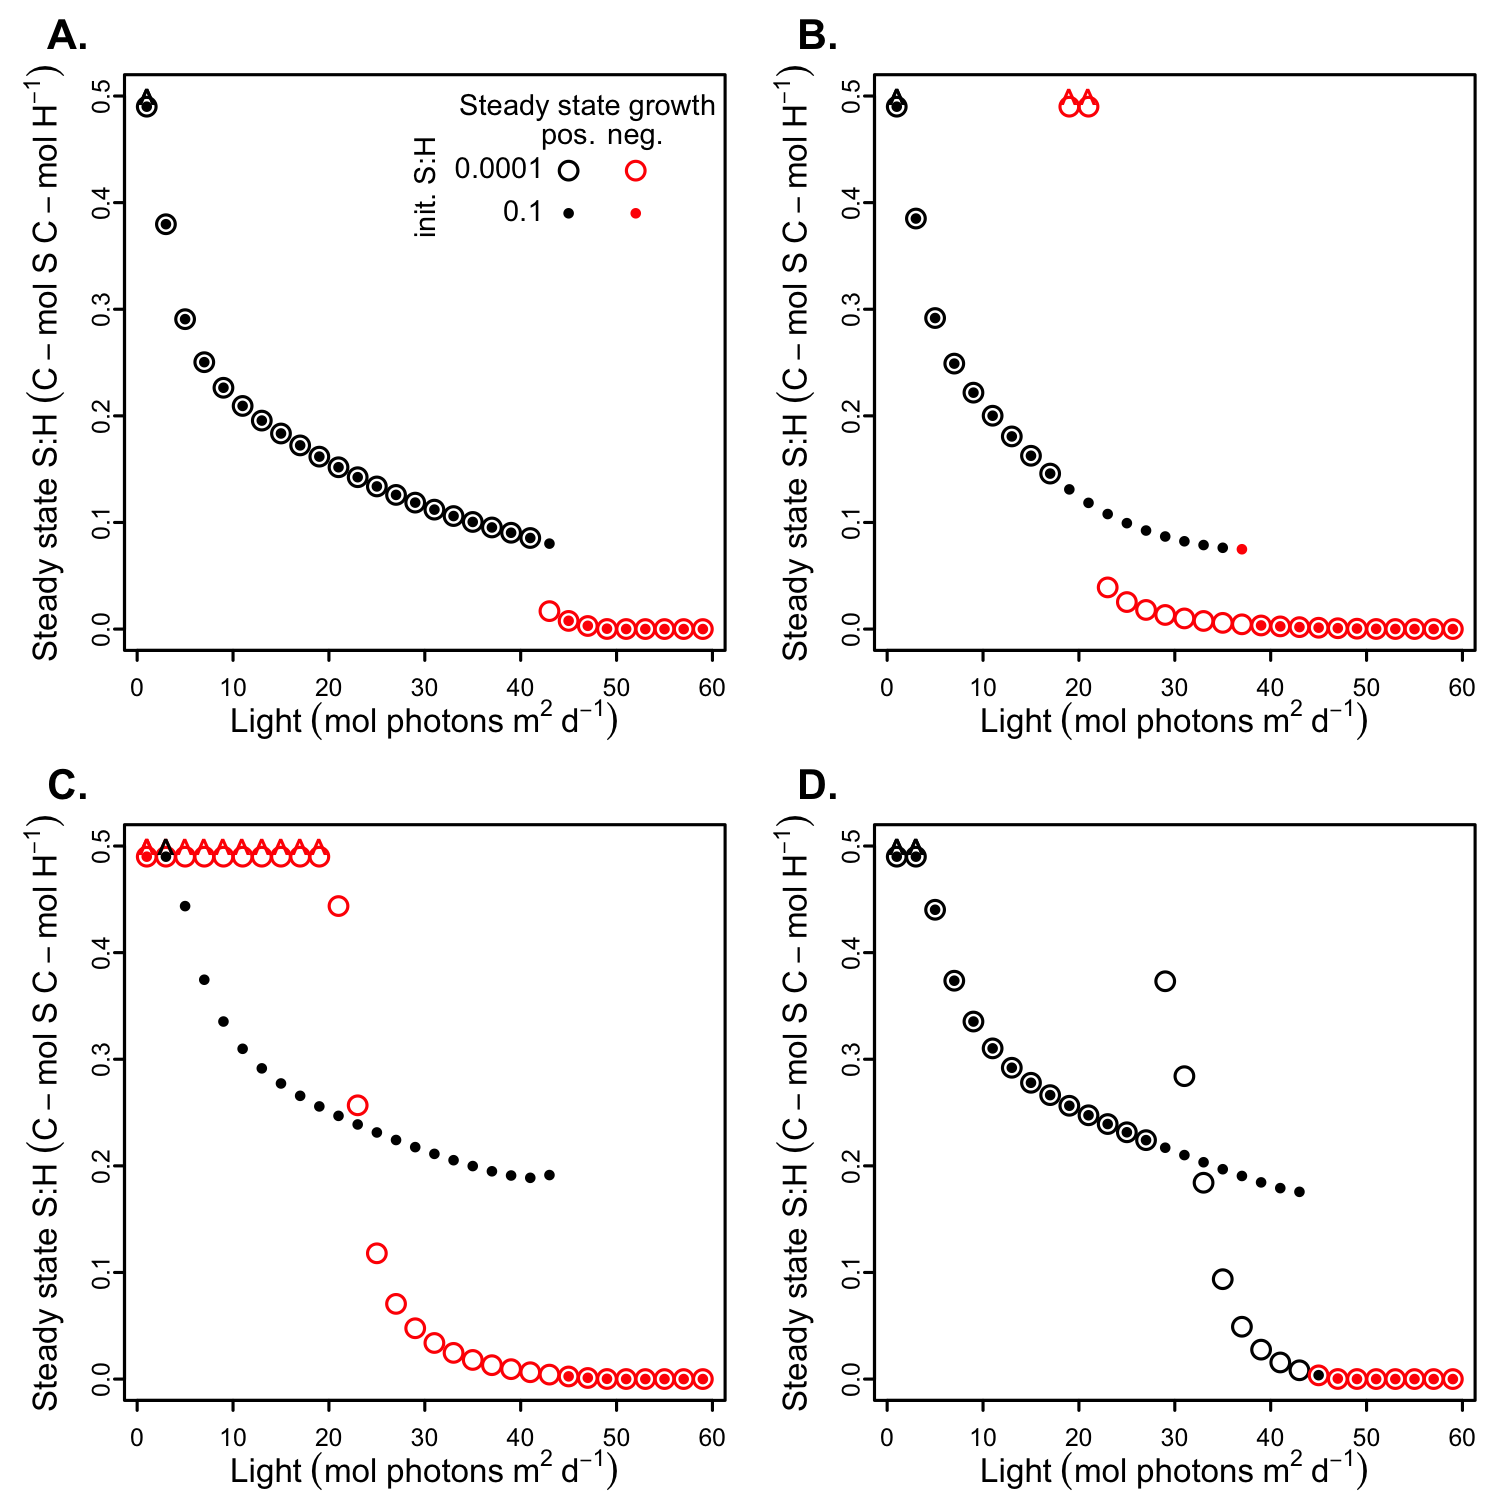 A.
Steady state S:H (C − mol S C − mol H⁻¹)
0.0 0.1 0.2 0.3 0.4 0.5
Steady state growth
pos. neg.
init. S:H
0.0001
0.1
0 10 20 30 40 50 60
Light (mol photons m² d⁻¹)
B.
Steady state S:H (C − mol S C − mol H⁻¹)
0.0 0.1 0.2 0.3 0.4 0.5
0 10 20 30 40 50 60
Light (mol photons m² d⁻¹)
C.
Steady state S:H (C − mol S C − mol H⁻¹)
0.0 0.1 0.2 0.3 0.4 0.5
0 10 20 30 40 50 60
Light (mol photons m² d⁻¹)
D.
Steady state S:H (C − mol S C − mol H⁻¹)
0.0 0.1 0.2 0.3 0.4 0.5
0 10 20 30 40 50 60
Light (mol photons m² d⁻¹)